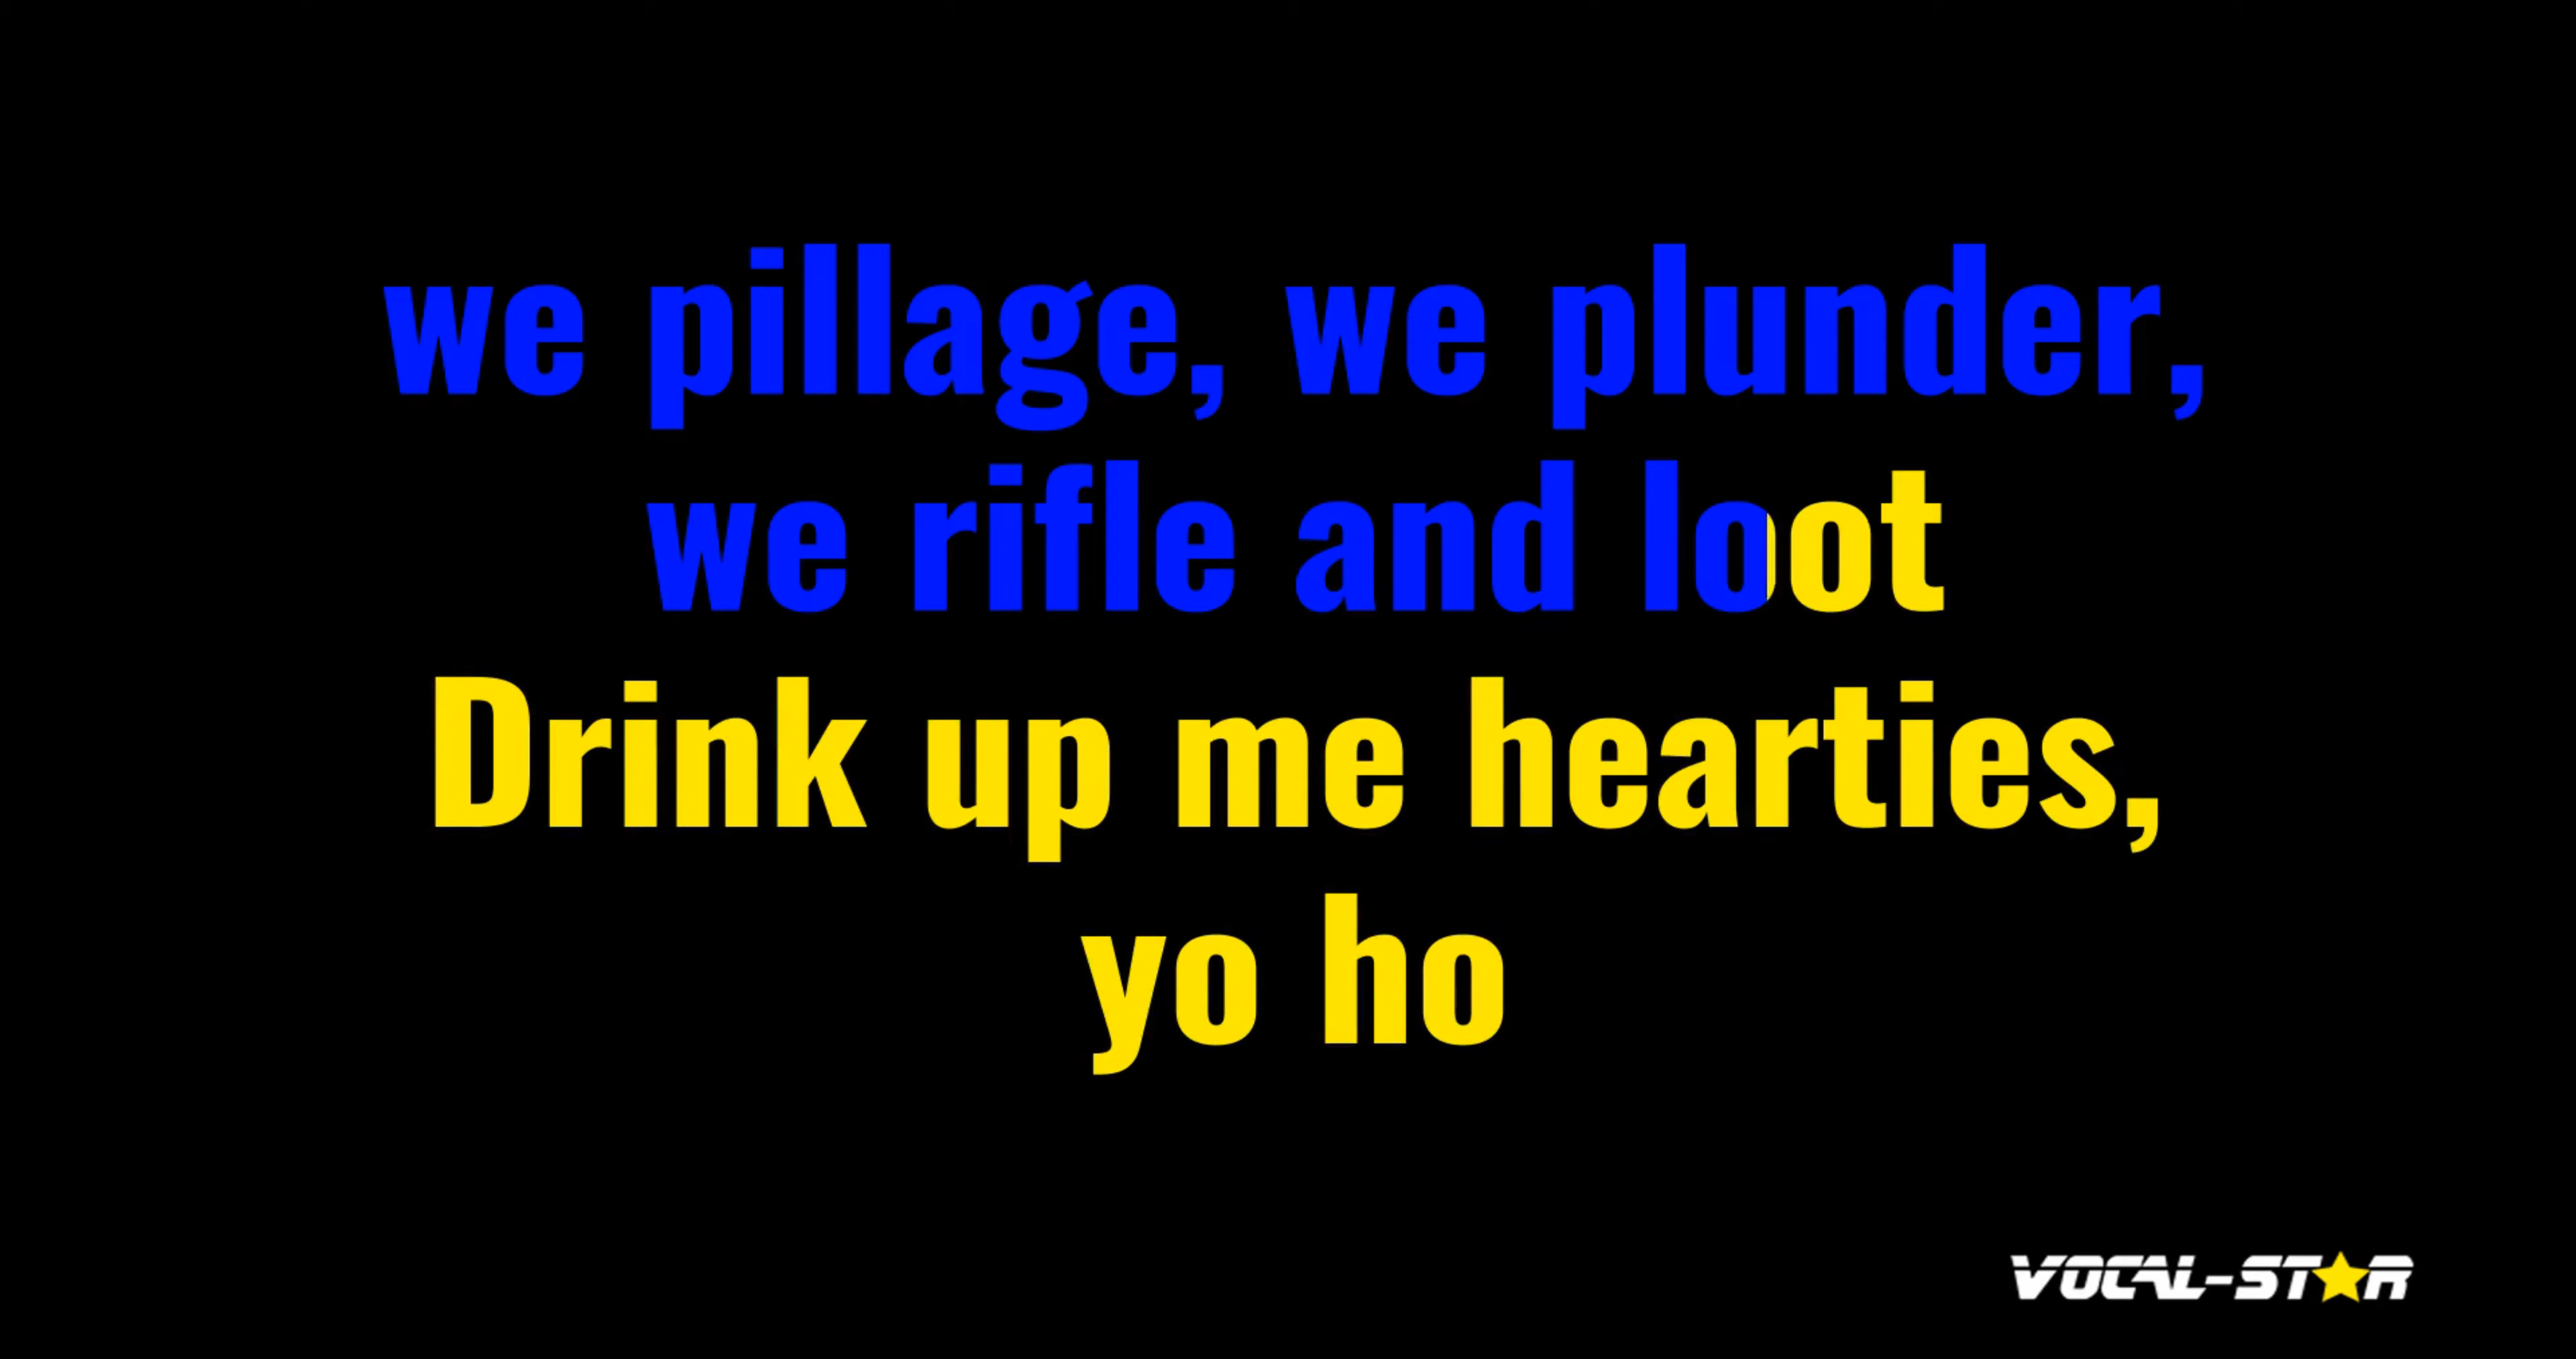 we pillage, we plunder,
we rifle and loot
Drink up me hearties,
yo ho
VOCAL-STAR